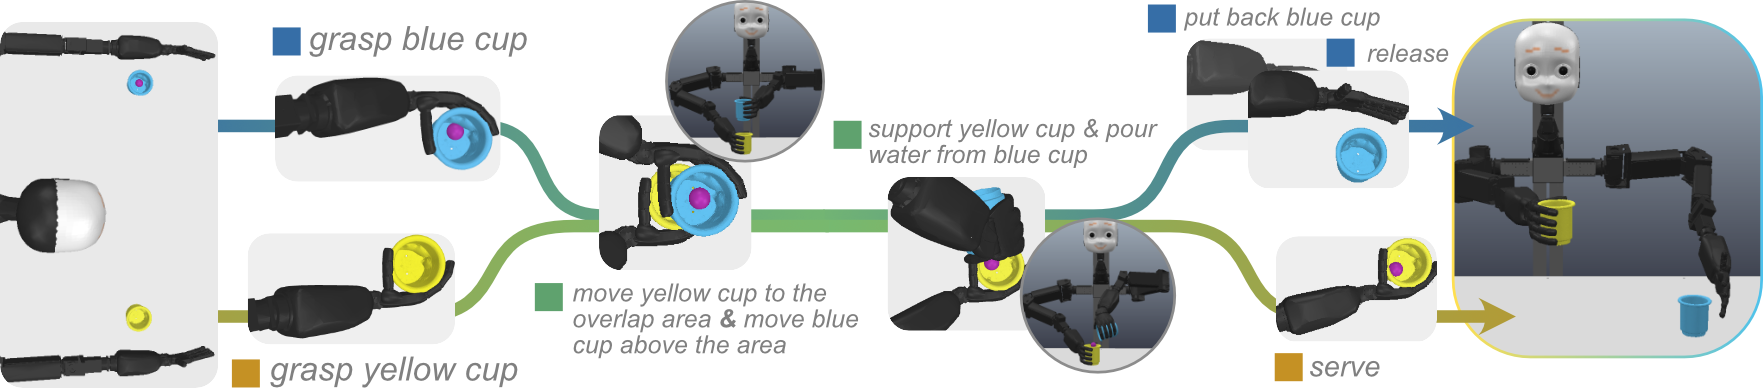 grasp blue cup
grasp yellow cup
move yellow cup to the
overlap area & move blue
cup above the area
support yellow cup & pour
water from blue cup
put back blue cup
release
serve